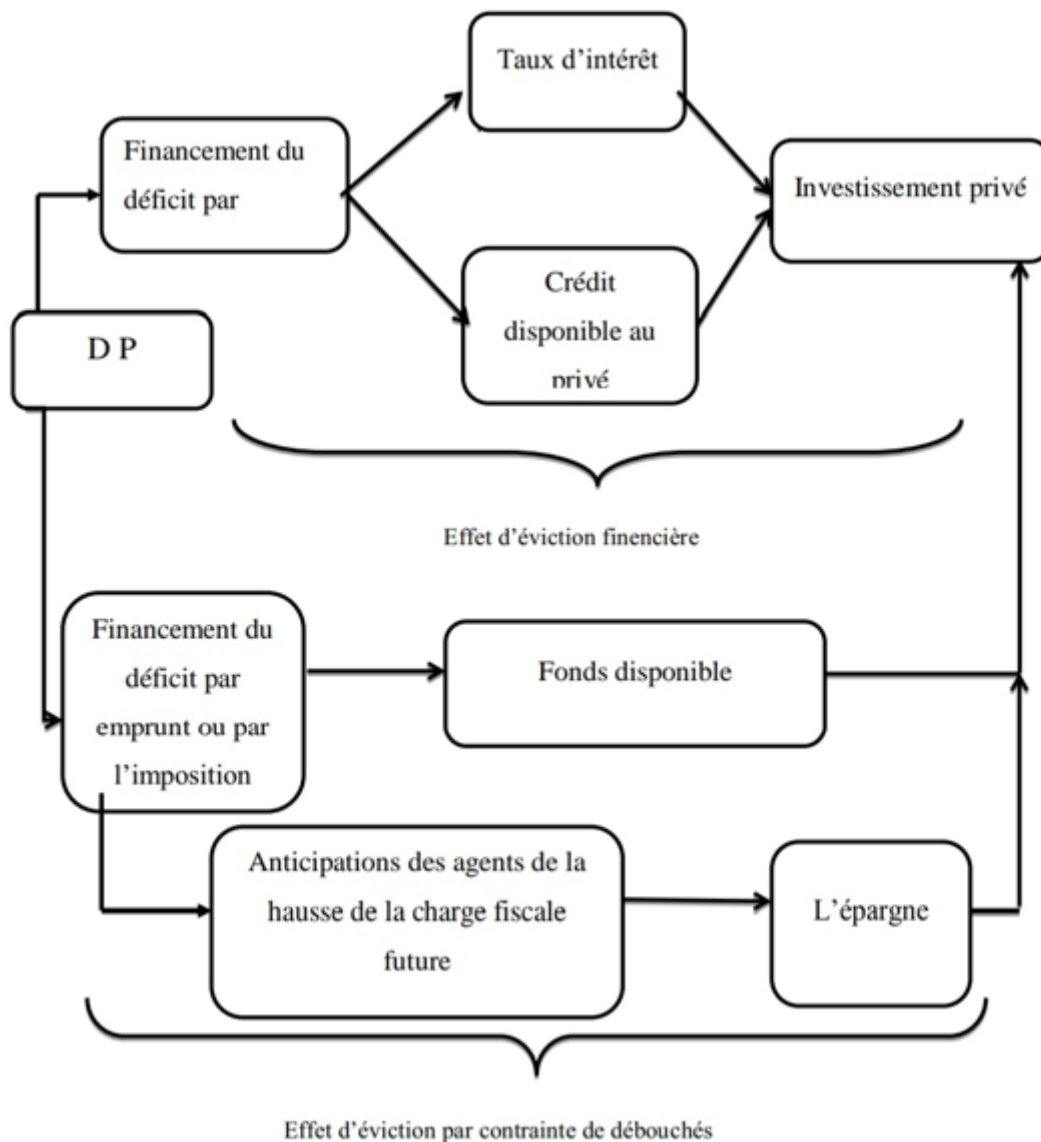 Taux d'intérêt
Financement du
déficit par
Investissement privé
Crédit
disponible au
privé
D P
Effet d'éviction finencière
Financement du
déficit par
emprunt ou par
l'imposition
Fonds disponible
Anticipations des agents de la
hausse de la charge fiscale
future
L'épargne
Effet d'éviction par contrainte de débouchés